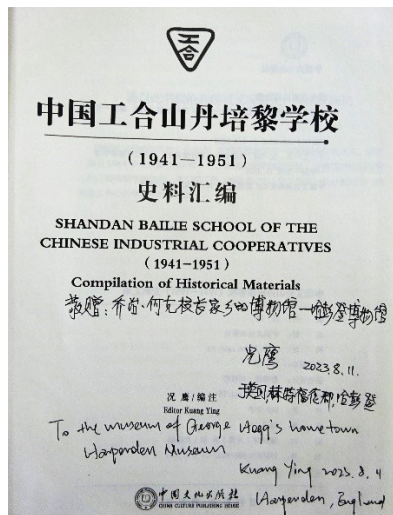 工合
中国工合山丹培黎学校
(1941—1951)
史料汇编
SHANDAN BAILIE SCHOOL OF THE
CHINESE INDUSTRIAL COOPERATIVES
(1941-1951)
Compilation of Historical Materials
敬赠:乔治·何克校长家乡的博物馆—哈彭登博物馆
况鹰 2023.8.11.
英国,赫特福德郡,哈彭登
况鹰/编注
Editor Kuang Ying
To the museum of George Hogg's hometown
Harpenden Museum
Kuang Ying 2023.8.4
Harpenden, England
中国文化出版社
CHINA CULTURE PUBLISHING HOUSE